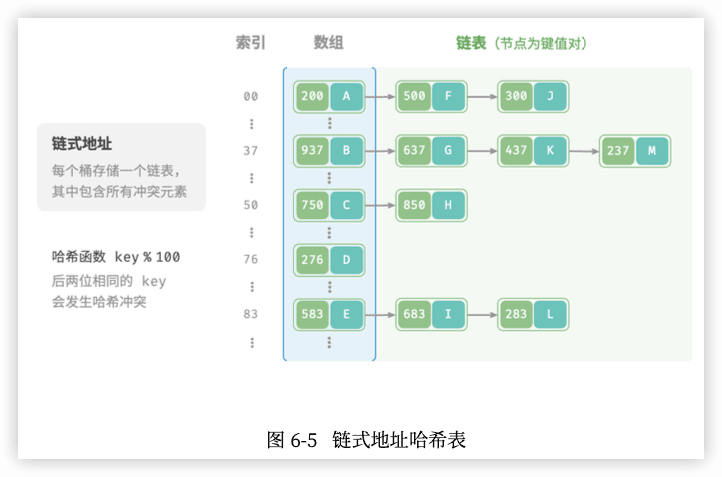 索引 数组 链表（节点为键值对）
00 200 A 500 F 300 J
链式地址
每个桶存储一个链表，
其中包含所有冲突元素
37 937 B 637 G 437 K 237 M
50 750 C 850 H
哈希函数 key % 100
后两位相同的 key
会发生哈希冲突
76 276 D
83 583 E 683 I 283 L
图 6-5 链式地址哈希表